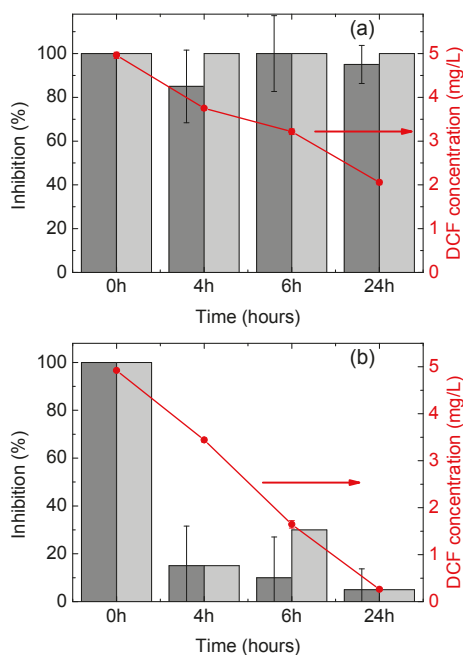 (a)
100
80
60
40
20
0
Inhibition (%)
5
4
3
2
1
0
DCF concentration (mg/L)
0h 4h 6h 24h
Time (hours)
(b)
100
80
60
40
20
0
Inhibition (%)
5
4
3
2
1
0
DCF concentration (mg/L)
0h 4h 6h 24h
Time (hours)